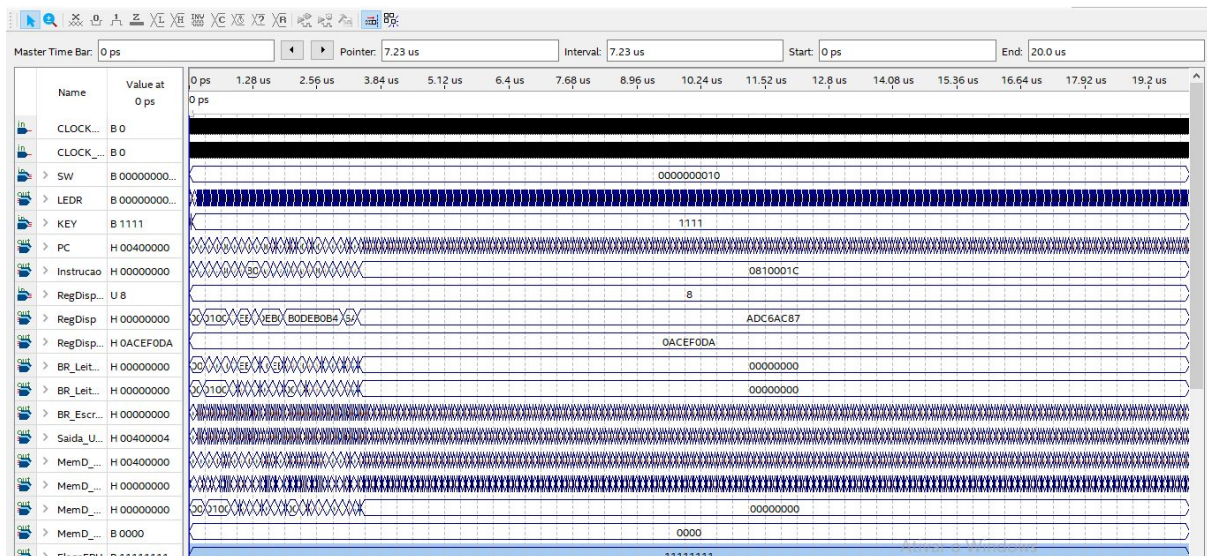 Master Time Bar: 0 ps Pointer: 7.23 us Interval: 7.23 us Start: 0 ps End: 20.0 us
Name Value at 0 ps
0 ps 1.28 us 2.56 us 3.84 us 5.12 us 6.4 us 7.68 us 8.96 us 10.24 us 11.52 us 12.8 us 14.08 us 15.36 us 16.64 us 17.92 us 19.2 us
0 ps
CLOCK... B 0
CLOCK_... B 0
SW B 00000000... 0000000010
LEDR B 00000000...
KEY B 1111 1111
PC H 00400000
Instrucao H 00000000 0810001C
RegDisp... U 8 8
RegDisp H 00000000 B0DEB0B4 ADC6AC87
RegDisp... H 0ACEF0DA 0ACEF0DA
BR_Leit... H 00000000 00000000
BR_Leit... H 00000000 00000000
BR_Escr... H 00000000
Saida_U... H 00400004
MemD_... H 00400000
MemD_... H 00000000
MemD_... H 00000000 00000000
MemD_... B 0000 0000
Ativar o Windows